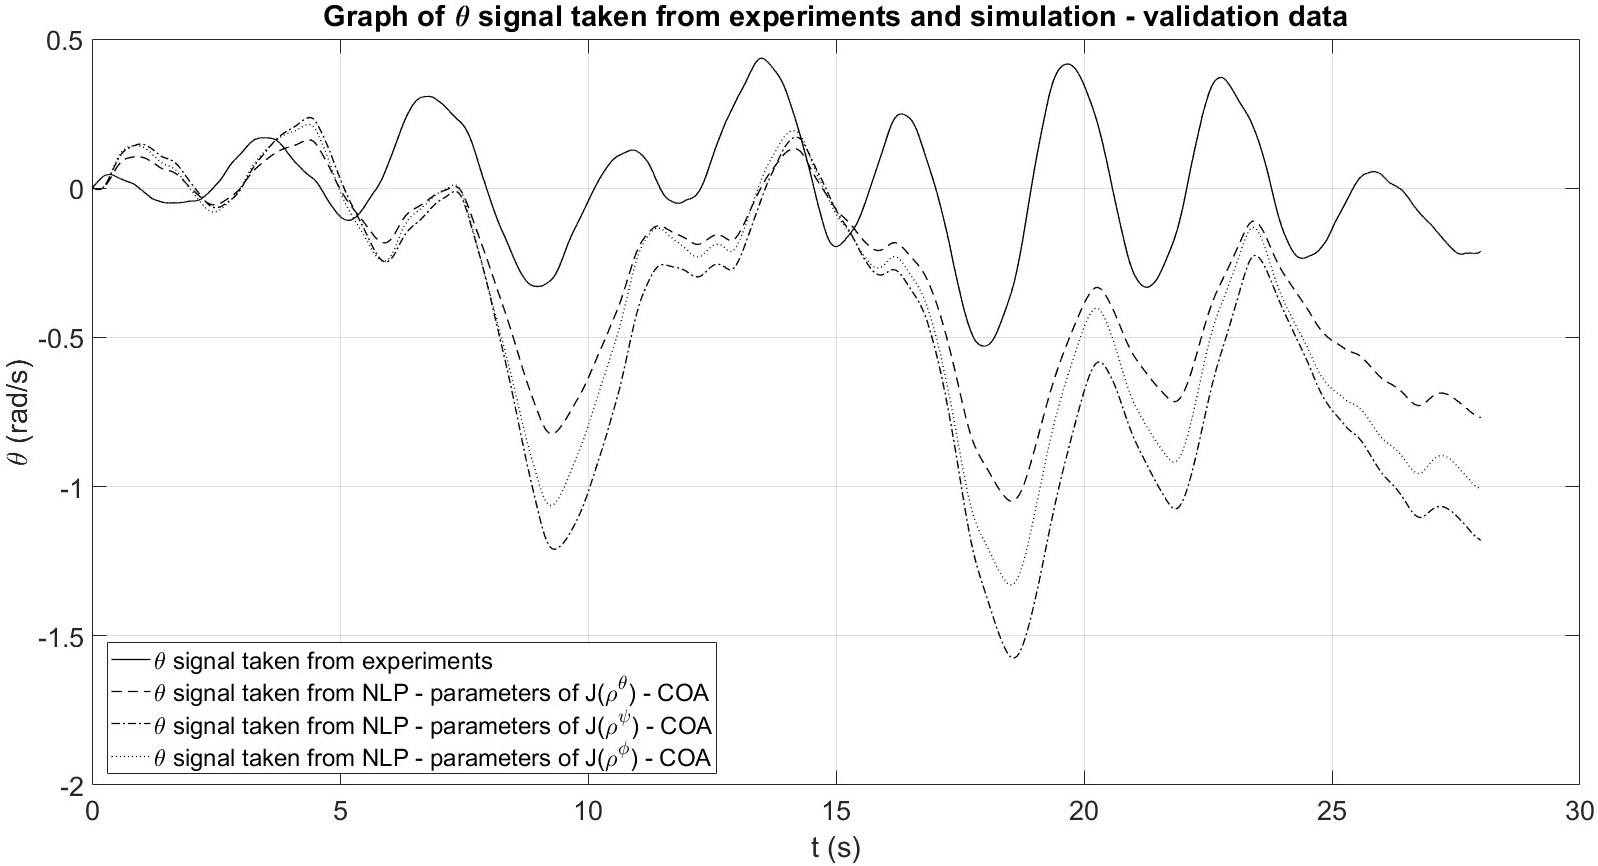 Graph of θ signal taken from experiments and simulation - validation data
0.5
0
-0.5
-1
-1.5
-2
θ (rad/s)
θ signal taken from experiments
θ signal taken from NLP - parameters of J(ρ^θ) - COA
θ signal taken from NLP - parameters of J(ρ^ψ) - COA
θ signal taken from NLP - parameters of J(ρ^ϕ) - COA
0 5 10 15 20 25 30
t (s)